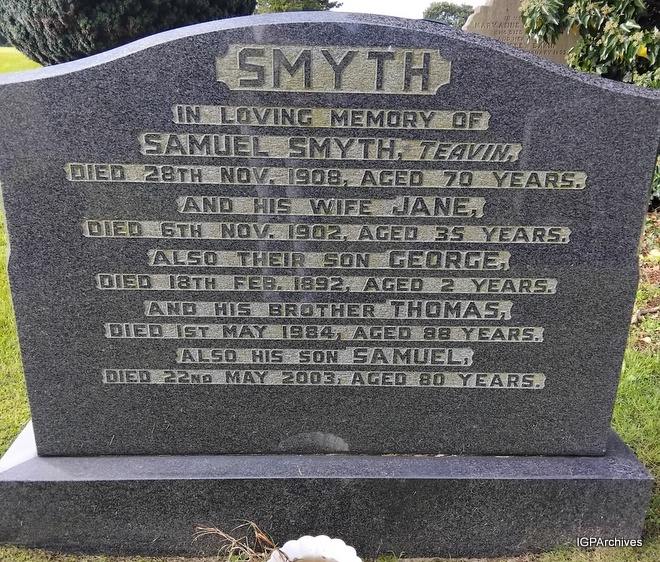 SMYTH
IN LOVING MEMORY OF
SAMUEL SMYTH, TEAVIN,
DIED 28TH NOV. 1908, AGED 70 YEARS.
AND HIS WIFE JANE,
DIED 6TH NOV. 1902, AGED 35 YEARS.
ALSO THEIR SON GEORGE,
DIED 18TH FEB. 1892, AGED 2 YEARS.
AND HIS BROTHER THOMAS,
DIED 1ST MAY 1984, AGED 88 YEARS.
ALSO HIS SON SAMUEL,
DIED 22ND MAY 2003, AGED 80 YEARS.
IGPArchives